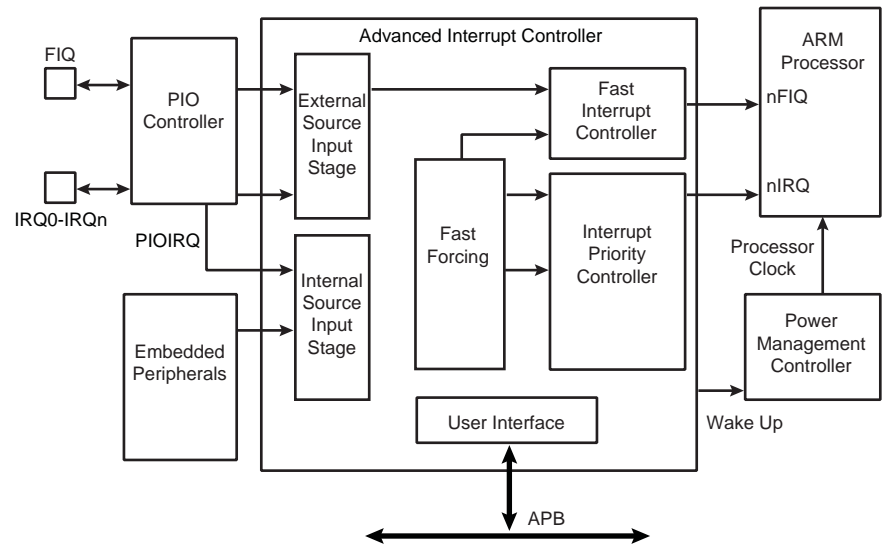 Advanced Interrupt Controller
FIQ
PIO
Controller
IRQ0-IRQn
PIOIRQ
Embedded
Peripherals
External
Source
Input
Stage
Internal
Source
Input
Stage
Fast
Forcing
Fast
Interrupt
Controller
Interrupt
Priority
Controller
User Interface
APB
ARM
Processor
nFIQ
nIRQ
Processor
Clock
Power
Management
Controller
Wake Up